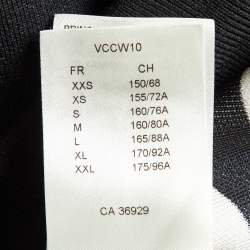 VCCW10
FR CH
XXS 150/68
XS 155/72A
S 160/76A
M 160/80A
L 165/88A
XL 170/92A
XXL 175/96A
CA 36929